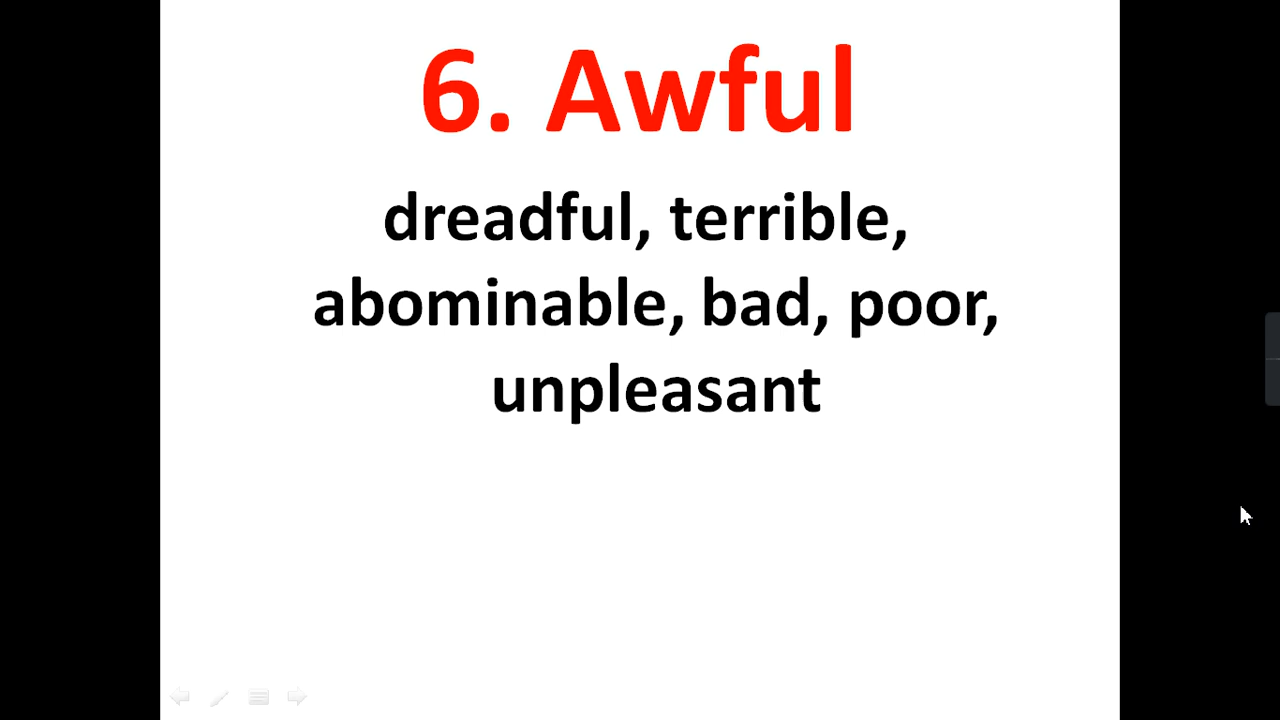 6. Awful
dreadful, terrible,
abominable, bad, poor,
unpleasant